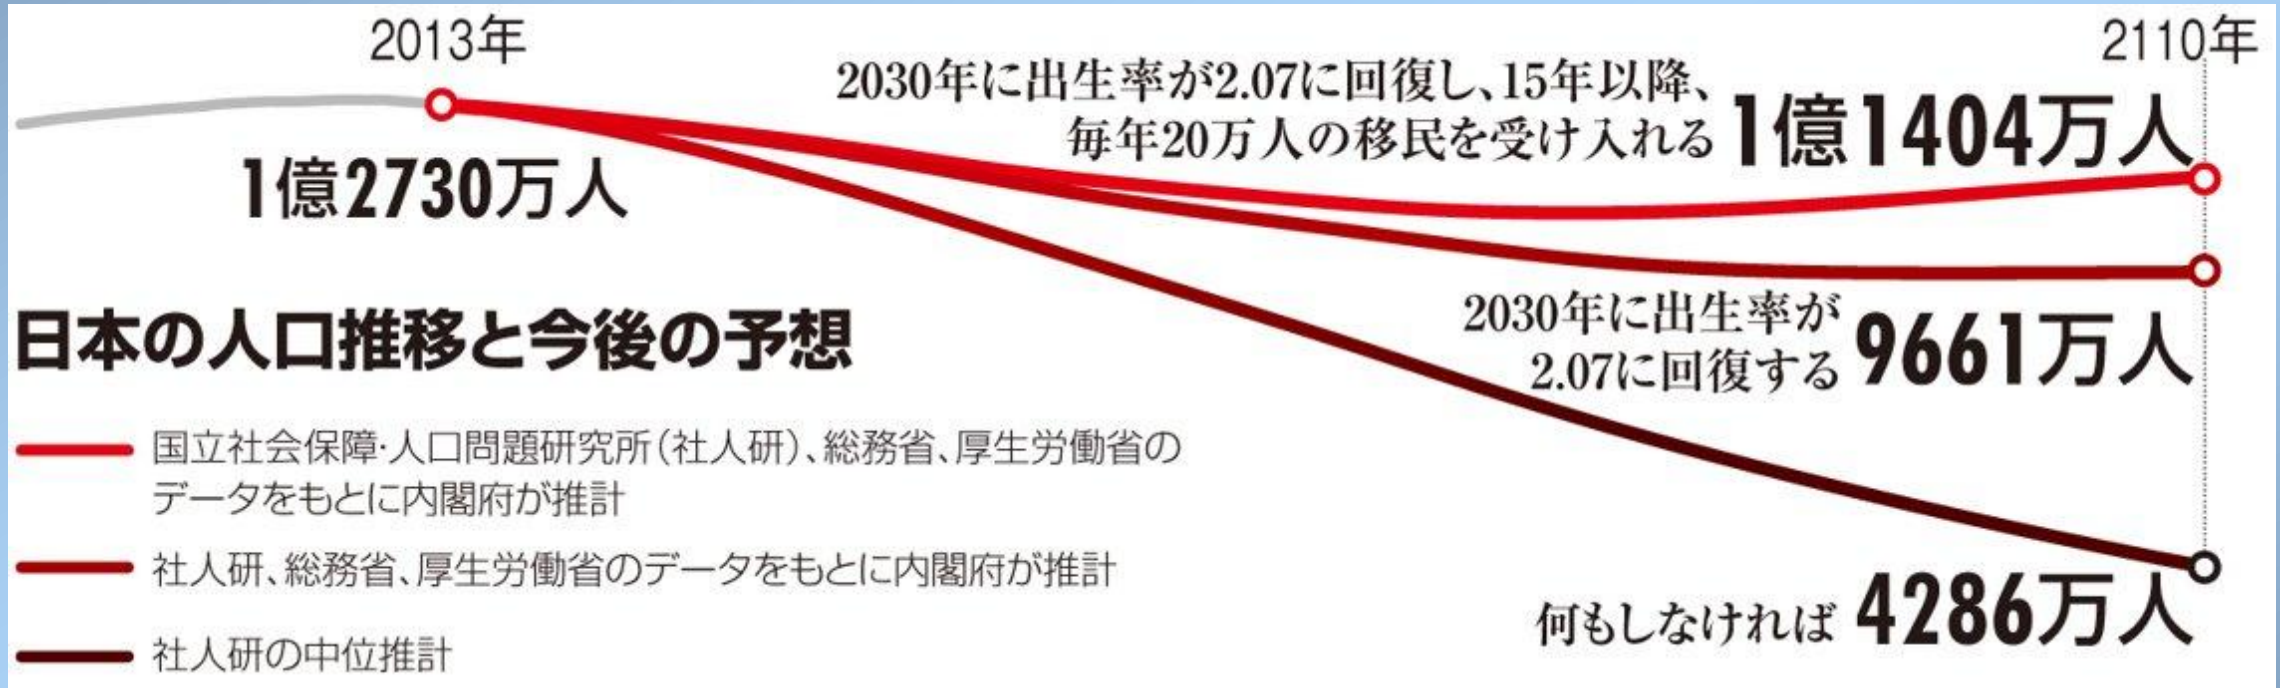 2013年
2110年
2030年に出生率が2.07に回復し、15年以降、
毎年20万人の移民を受け入れる
1億1404万人
1億2730万人
2030年に出生率が
2.07に回復する
9661万人
日本の人口推移と今後の予想
国立社会保障・人口問題研究所（社人研）、総務省、厚生労働省の
データをもとに内閣府が推計
社人研、総務省、厚生労働省のデータをもとに内閣府が推計
社人研の中位推計
何もしなければ 4286万人